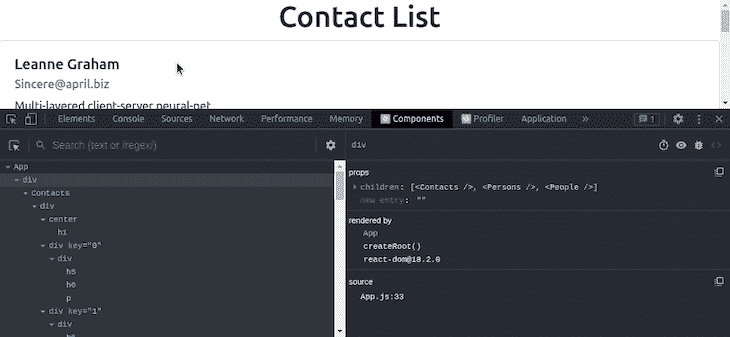 Contact List
Leanne Graham
Sincere@april.biz
Multi-layered client-server neural-net
Elements Console Sources Network Performance Memory Components Profiler Application » 1
Search (text or /regex/)
div
App
div
Contacts
div
center
h1
div key="0"
div
h5
h6
p
div key="1"
div
props
children: [<Contacts />, <Persons />, <People />]
new entry: ""
rendered by
App
createRoot()
react-dom@18.2.0
source
App.js:33